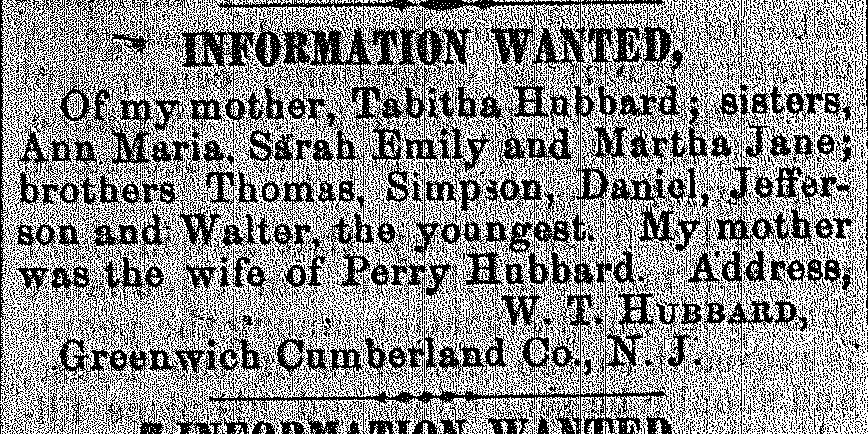 INFORMATION WANTED,
Of my mother, Tabitha Hubbard; sisters,
Ann Maria, Sarah Emily and Martha Jane;
brothers Thomas, Simpson, Daniel, Jeffer-
son and Walter, the youngest. My mother
was the wife of Perry Hubbard. Address,
W. T. HUBBARD,
Greenwich Cumberland Co., N. J.
INFORMATION WANTED